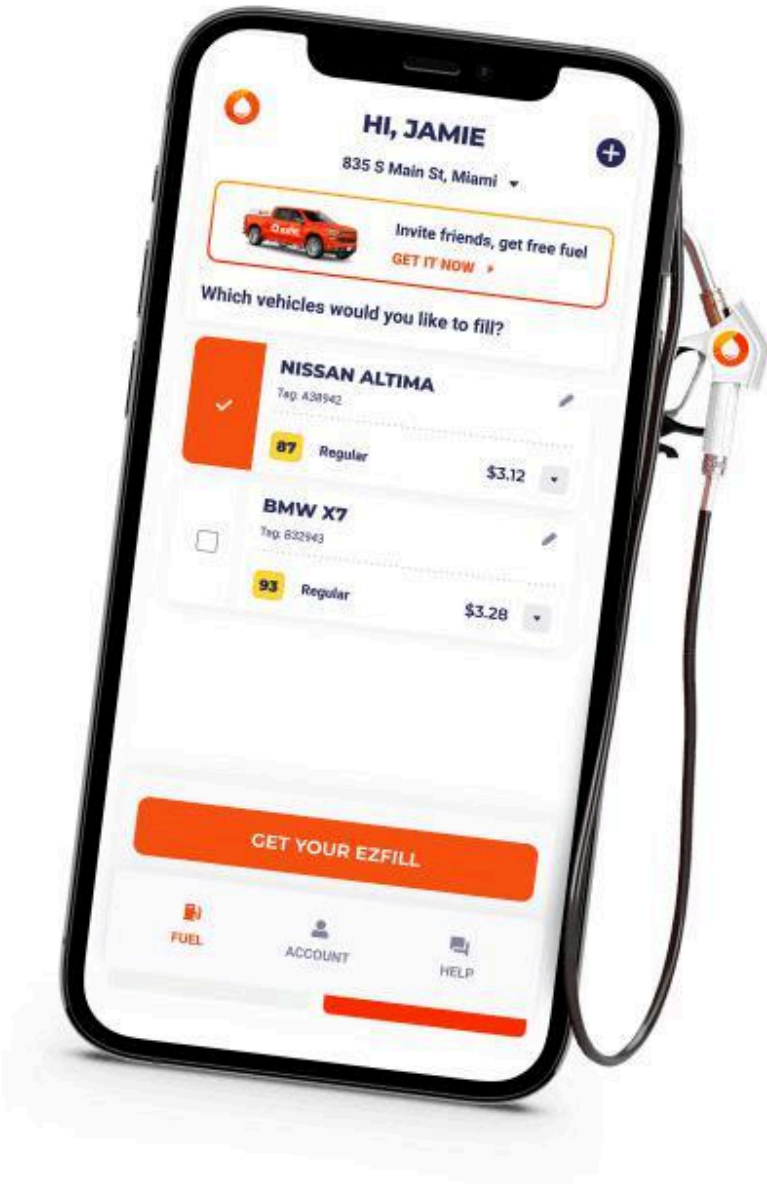 HI, JAMIE
835 S Main St, Miami
Invite friends, get free fuel
GET IT NOW
Which vehicles would you like to fill?
NISSAN ALTIMA
Tag: A38942
87 Regular $3.12
BMW X7
Tag: B32943
93 Regular $3.28
GET YOUR EZFILL
FUEL ACCOUNT HELP